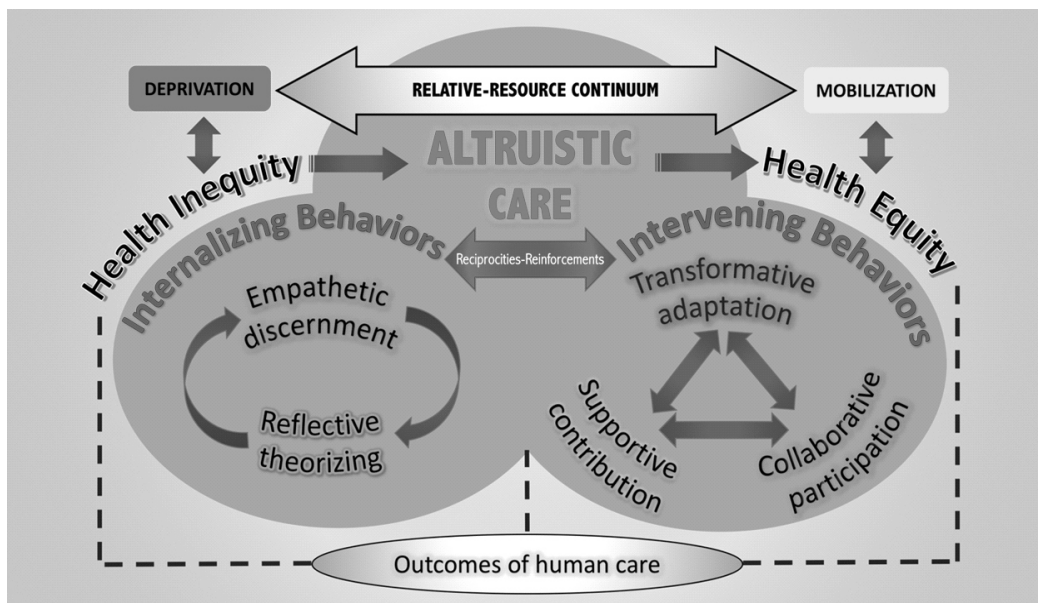 DEPRIVATION
RELATIVE-RESOURCE CONTINUUM
MOBILIZATION
ALTRUISTIC
CARE
Health Inequity
Health Equity
Internalizing Behaviors
Reciprocities-Reinforcements
Intervening Behaviors
Empathetic
discernment
Reflective
theorizing
Transformative
adaptation
Supportive
contribution
Collaborative
participation
Outcomes of human care